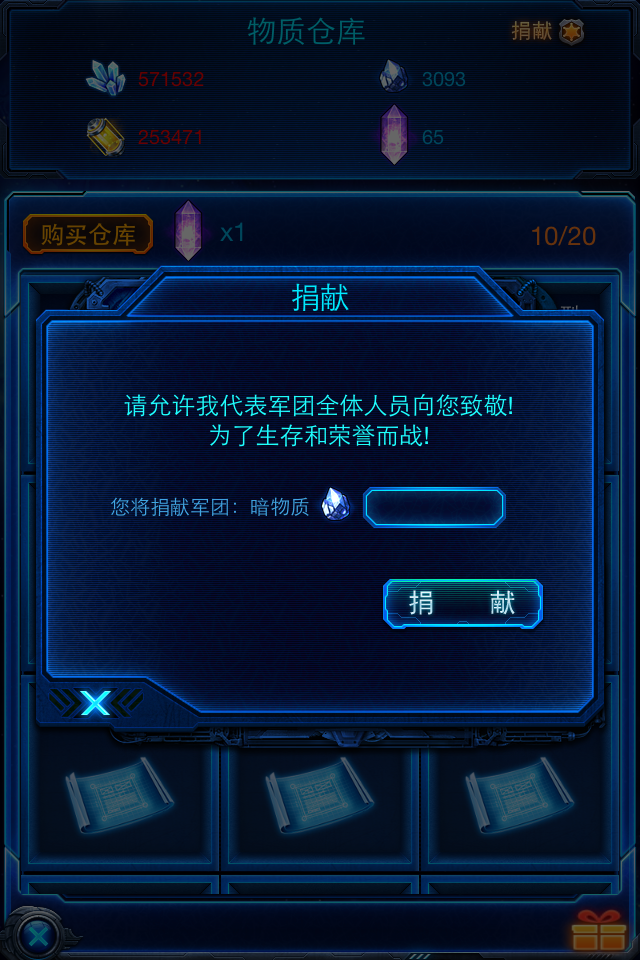 物质仓库
捐献
571532
3093
253471
65
购买仓库
x1
10/20
捐献
请允许我代表军团全体人员向您致敬!
为了生存和荣誉而战!
您将捐献军团：暗物质
捐 献